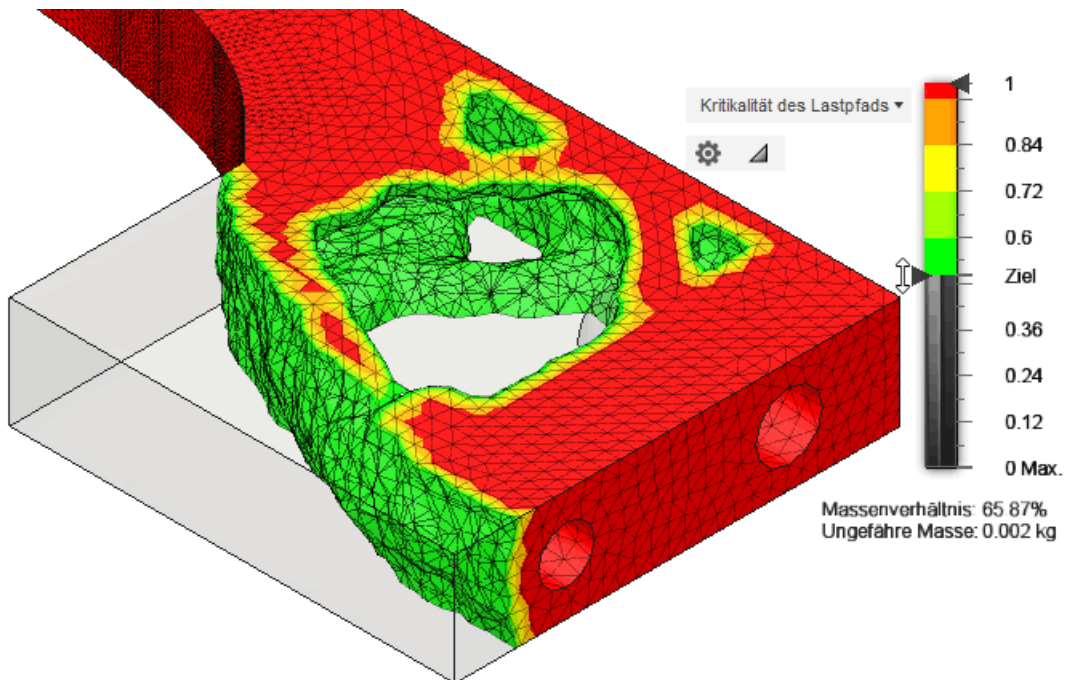 Kritikalität des Lastpfads
1
0.84
0.72
0.6
Ziel
0.36
0.24
0.12
0 Max.
Massenverhältnis: 65.87%
Ungefähre Masse: 0.002 kg